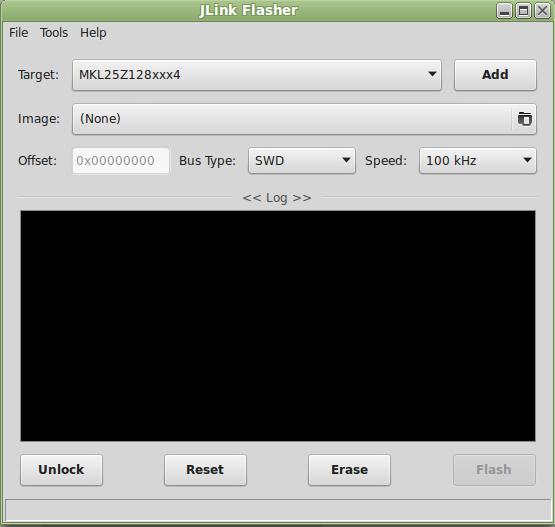 JLink Flasher
File Tools Help
Target: MKL25Z128xxx4 Add
Image: (None)
Offset: 0x00000000 Bus Type: SWD Speed: 100 kHz
<< Log >>
Unlock Reset Erase Flash